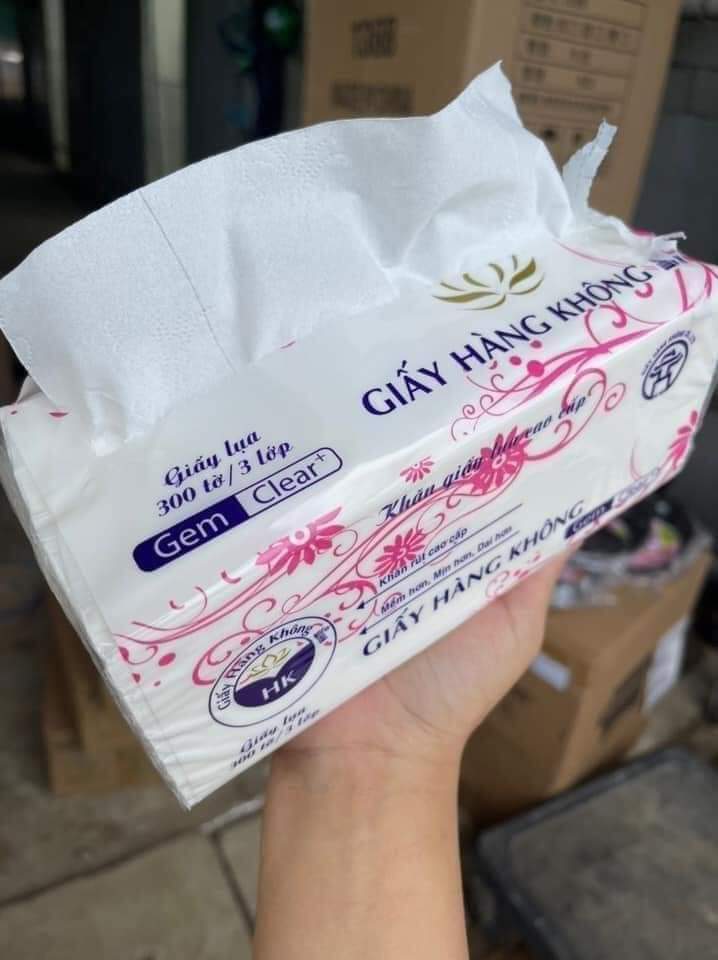 GIẤY HÀNG KHÔNG
Giấy lụa
300 tờ/3 lớp
Gem Clear+
Khăn giấy lụa cao cấp
Khăn rút cao cấp
Mềm hơn, Mịn hơn, Dai hơn
GIẤY HÀNG KHÔNG
Gem
Giấy Hàng Không
HK
Giấy lụa
300 tờ/3 lớp